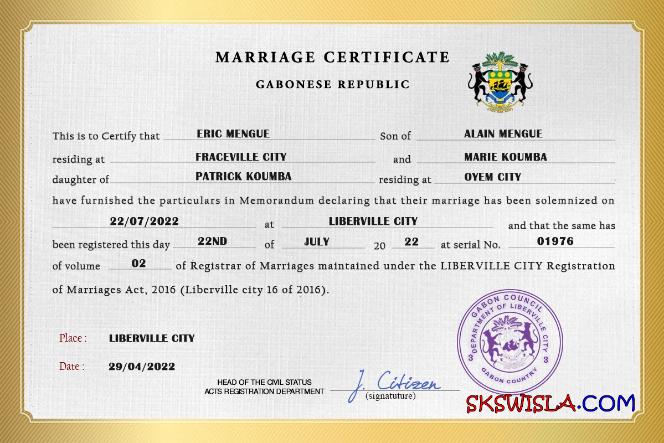 MARRIAGE CERTIFICATE
GABONESE REPUBLIC
This is to Certify that ERIC MENGUE Son of ALAIN MENGUE
residing at FRACEVILLE CITY and MARIE KOUMBA
daughter of PATRICK KOUMBA residing at OYEM CITY
have furnished the particulars in Memorandum declaring that their marriage has been solemnized on
22/07/2022 at LIBERVILLE CITY and that the same has
been registered this day 22ND of JULY 20 22 at serial No. 01976
of volume 02 of Registrar of Marriages maintained under the LIBERVILLE CITY Registration
of Marriages Act, 2016 (Liberville city 16 of 2016).
Place : LIBERVILLE CITY
Date : 29/04/2022
HEAD OF THE CIVIL STATUS
ACTS REGISTRATION DEPARTMENT
J. Citizen
(signatuture)
GABON COUNCIL
DEPARTMENT OF LIBERVILLE CITY
GABON COUNTRY
SKSWISLA.COM